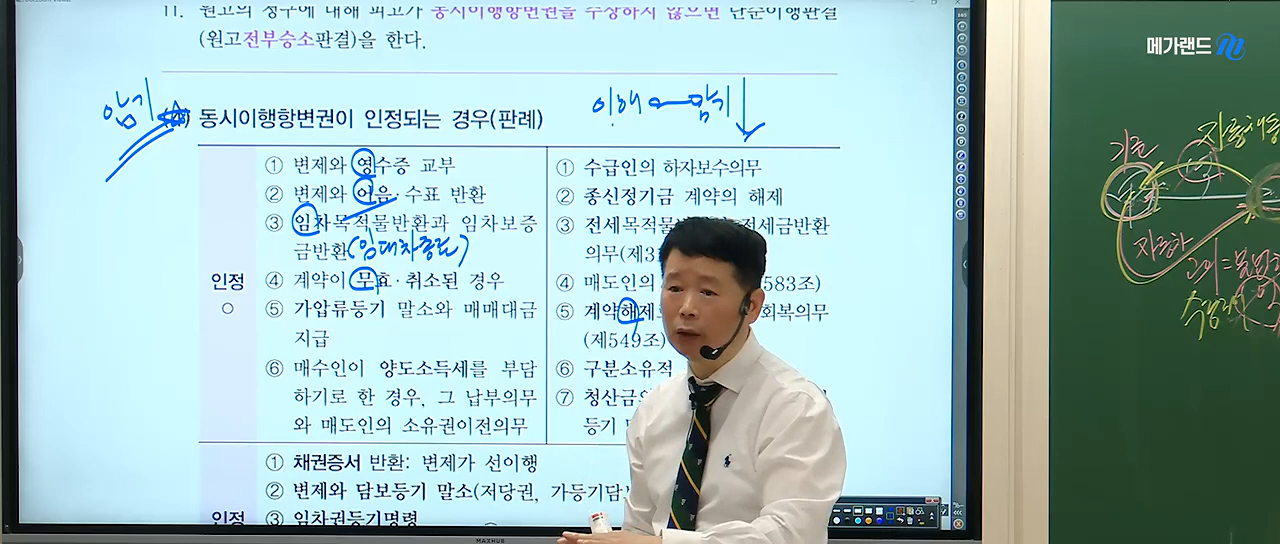 11. 원고의 청구에 대해 피고가 동시이행항변권을 주장하지 않으면 단순이행판결
(원고전부승소판결)을 한다.
암기
이해 암기
동시이행항변권이 인정되는 경우(판례)
인정
○
① 변제와 영수증 교부
② 변제와 어음·수표 반환
③ 임차목적물반환과 임차보증
금반환(임대차종료)
④ 계약이 무효·취소된 경우
⑤ 가압류등기 말소와 매매대금
지급
⑥ 매수인이 양도소득세를 부담
하기로 한 경우, 그 납부의무
와 매도인의 소유권이전의무
① 수급인의 하자보수의무
② 종신정기금 계약의 해제
③ 전세목적물 전세금반환
의무(제3
④ 매도인의 583조)
⑤ 계약해제 회복의무
(제549조)
⑥ 구분소유적
⑦ 청산금
등기
인정
① 채권증서 반환: 변제가 선이행
② 변제와 담보등기 말소(저당권, 가등기담
③ 임차권등기명령
MAXHUB
메가랜드
기존